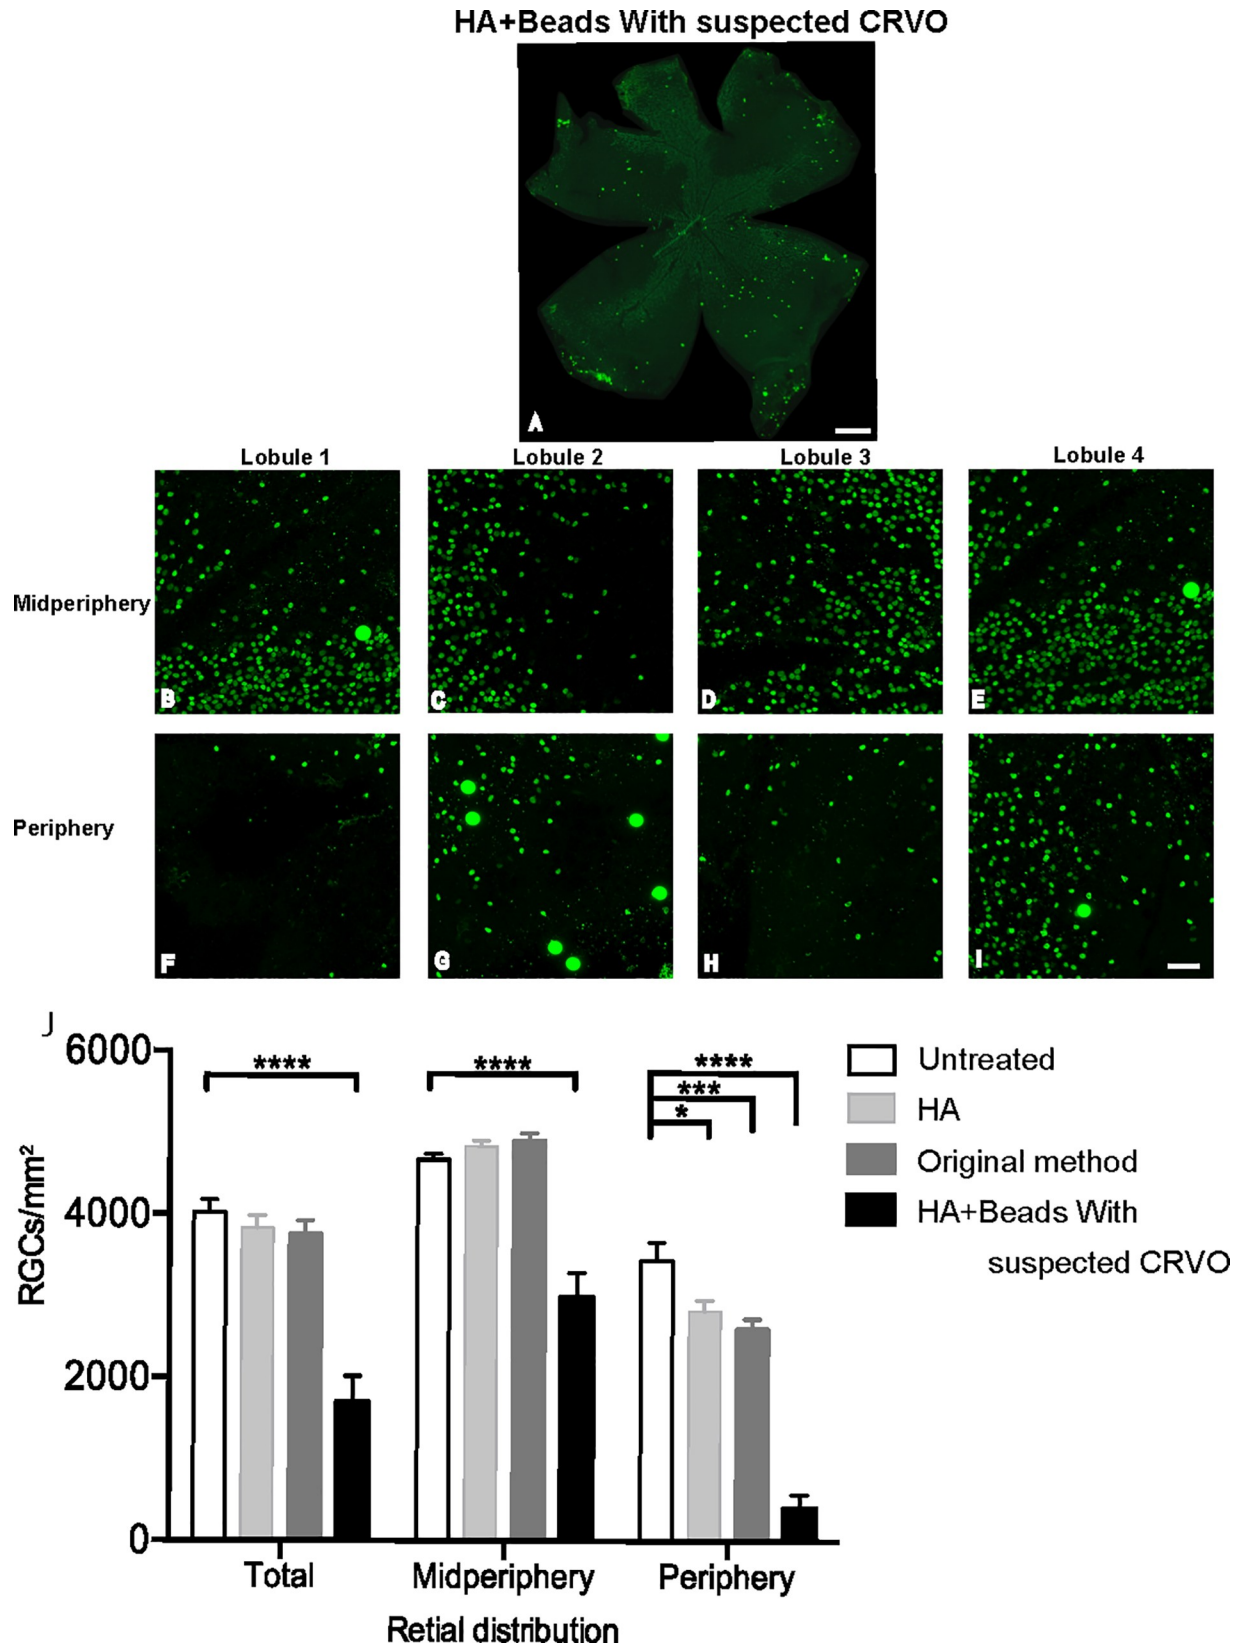 HA+Beads With suspected CRVO
A
Lobule 1
Lobule 2
Lobule 3
Lobule 4
Midperiphery
B
C
D
E
Periphery
F
G
H
I
J
6000
4000
2000
0
RGCs/mm²
****
****
****
***
*
Untreated
HA
Original method
HA+Beads With
suspected CRVO
Total
Midperiphery
Periphery
Retial distribution